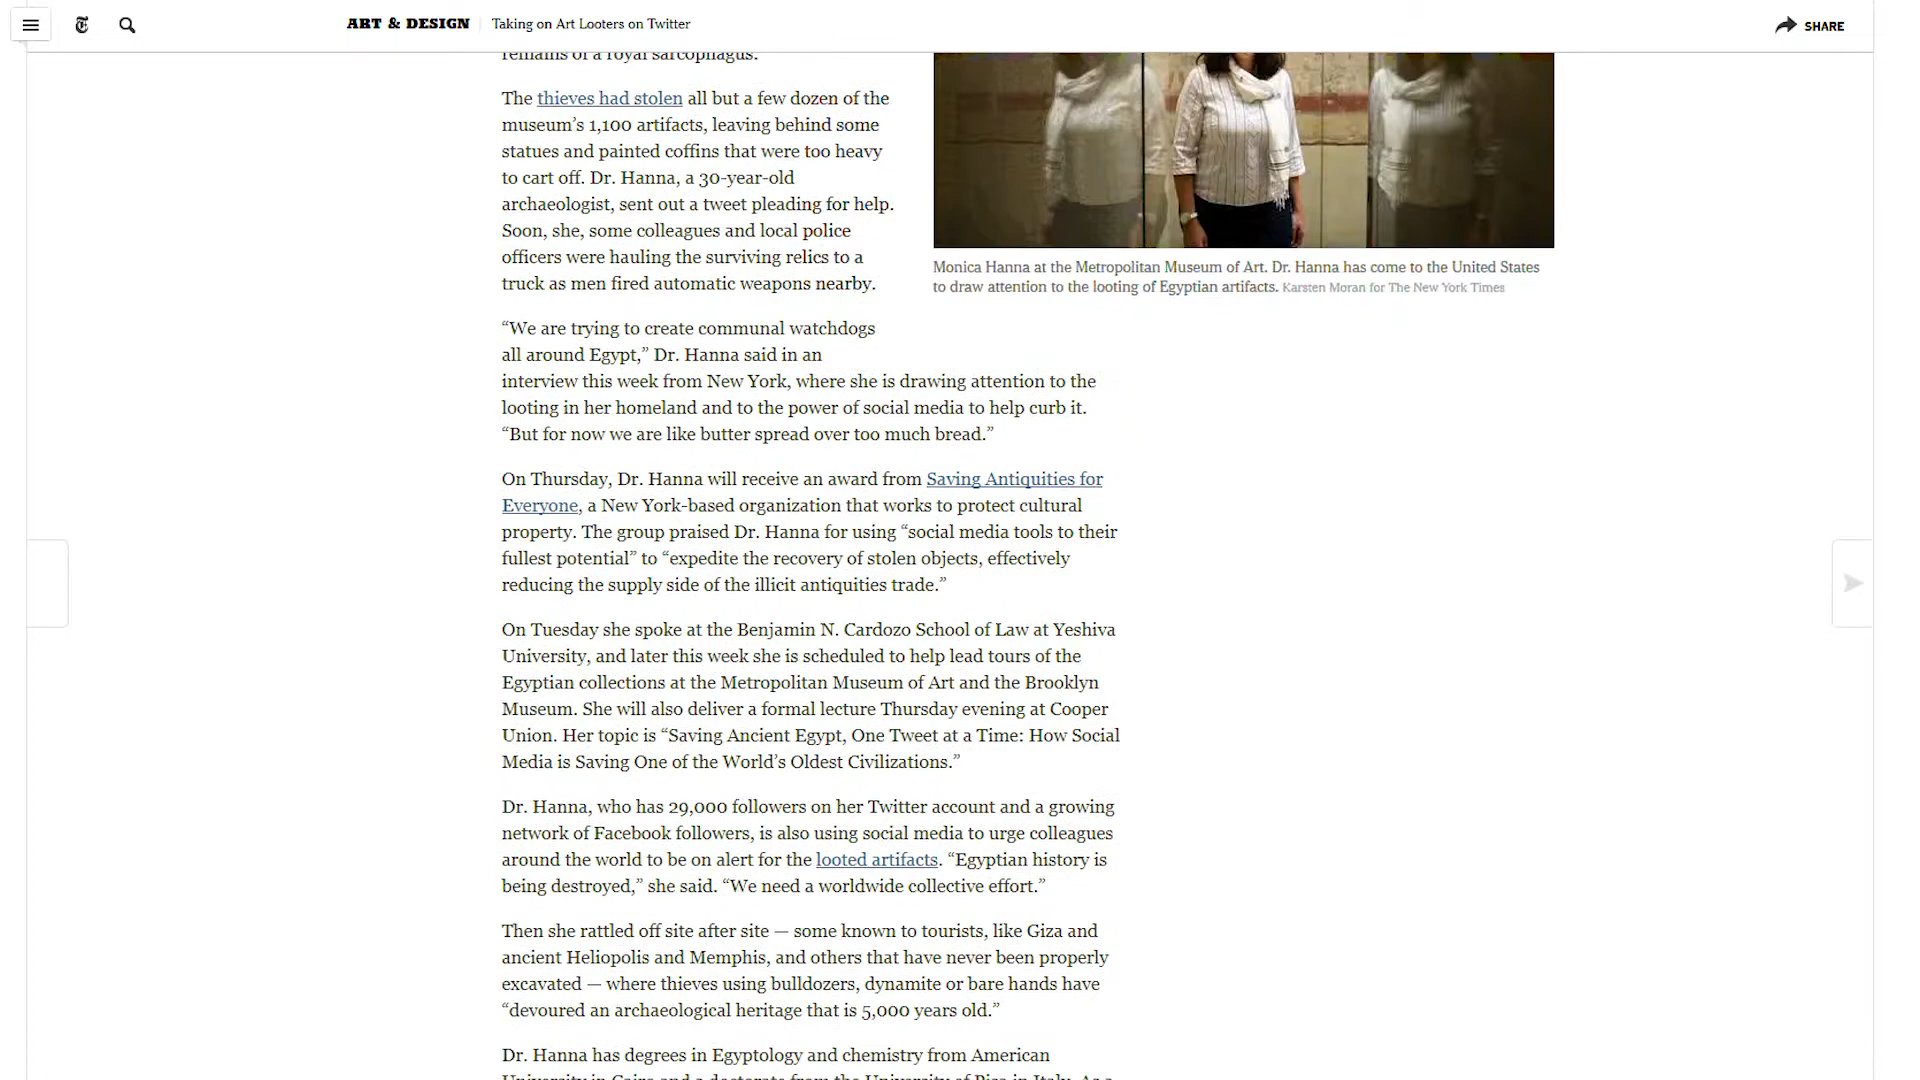 ART & DESIGN
Taking on Art Looters on Twitter
SHARE
remains of a royal sarcophagus.
The thieves had stolen all but a few dozen of the
museum’s 1,100 artifacts, leaving behind some
statues and painted coffins that were too heavy
to cart off. Dr. Hanna, a 30-year-old
archaeologist, sent out a tweet pleading for help.
Soon, she, some colleagues and local police
officers were hauling the surviving relics to a
truck as men fired automatic weapons nearby.
Monica Hanna at the Metropolitan Museum of Art. Dr. Hanna has come to the United States
to draw attention to the looting of Egyptian artifacts. Karsten Moran for The New York Times
“We are trying to create communal watchdogs
all around Egypt,” Dr. Hanna said in an
interview this week from New York, where she is drawing attention to the
looting in her homeland and to the power of social media to help curb it.
“But for now we are like butter spread over too much bread.”
On Thursday, Dr. Hanna will receive an award from Saving Antiquities for
Everyone, a New York-based organization that works to protect cultural
property. The group praised Dr. Hanna for using “social media tools to their
fullest potential” to “expedite the recovery of stolen objects, effectively
reducing the supply side of the illicit antiquities trade.”
On Tuesday she spoke at the Benjamin N. Cardozo School of Law at Yeshiva
University, and later this week she is scheduled to help lead tours of the
Egyptian collections at the Metropolitan Museum of Art and the Brooklyn
Museum. She will also deliver a formal lecture Thursday evening at Cooper
Union. Her topic is “Saving Ancient Egypt, One Tweet at a Time: How Social
Media is Saving One of the World’s Oldest Civilizations.”
Dr. Hanna, who has 29,000 followers on her Twitter account and a growing
network of Facebook followers, is also using social media to urge colleagues
around the world to be on alert for the looted artifacts. “Egyptian history is
being destroyed,” she said. “We need a worldwide collective effort.”
Then she rattled off site after site — some known to tourists, like Giza and
ancient Heliopolis and Memphis, and others that have never been properly
excavated — where thieves using bulldozers, dynamite or bare hands have
“devoured an archaeological heritage that is 5,000 years old.”
Dr. Hanna has degrees in Egyptology and chemistry from American
University in Cairo and a doctorate from the University of Pisa in Italy. As a